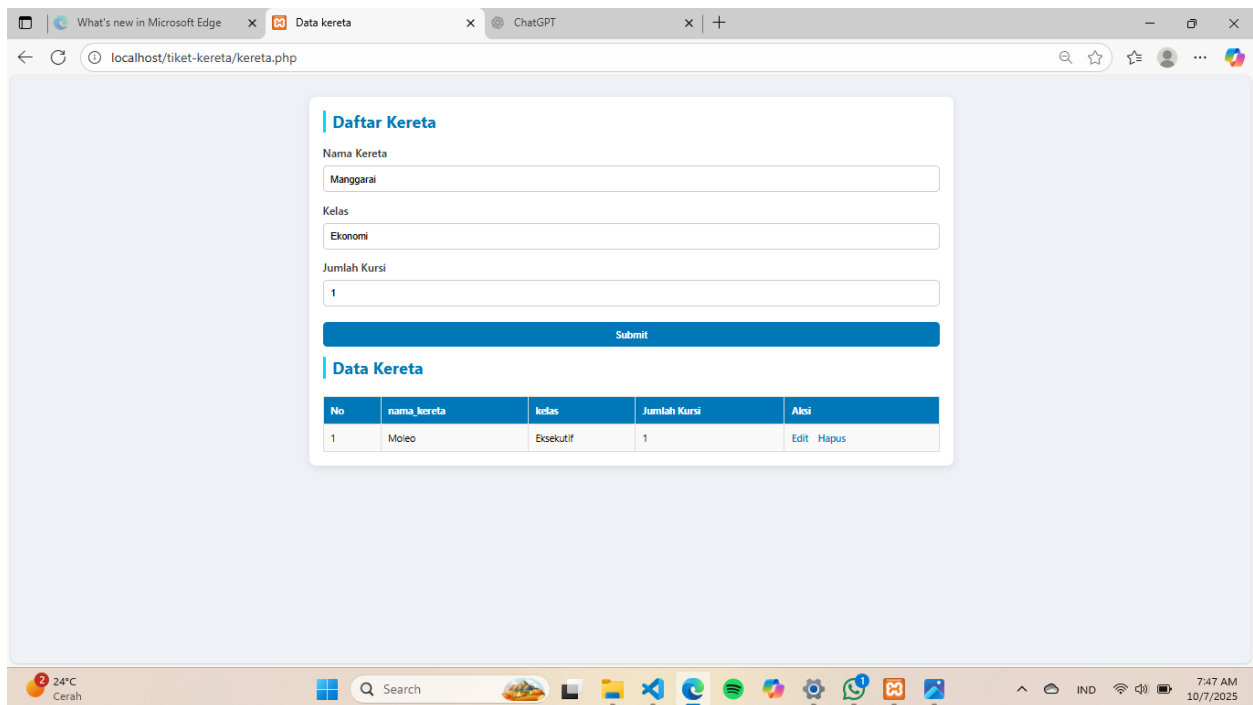 What's new in Microsoft Edge
Data kereta
ChatGPT
localhost/tiket-kereta/kereta.php
Daftar Kereta
Nama Kereta
Manggarai
Kelas
Ekonomi
Jumlah Kursi
1
Submit
Data Kereta
No nama_kereta kelas Jumlah Kursi Aksi
1 Moleo Eksekutif 1 Edit Hapus
2 24°C
Cerah
Search
1
IND
7:47 AM
10/7/2025